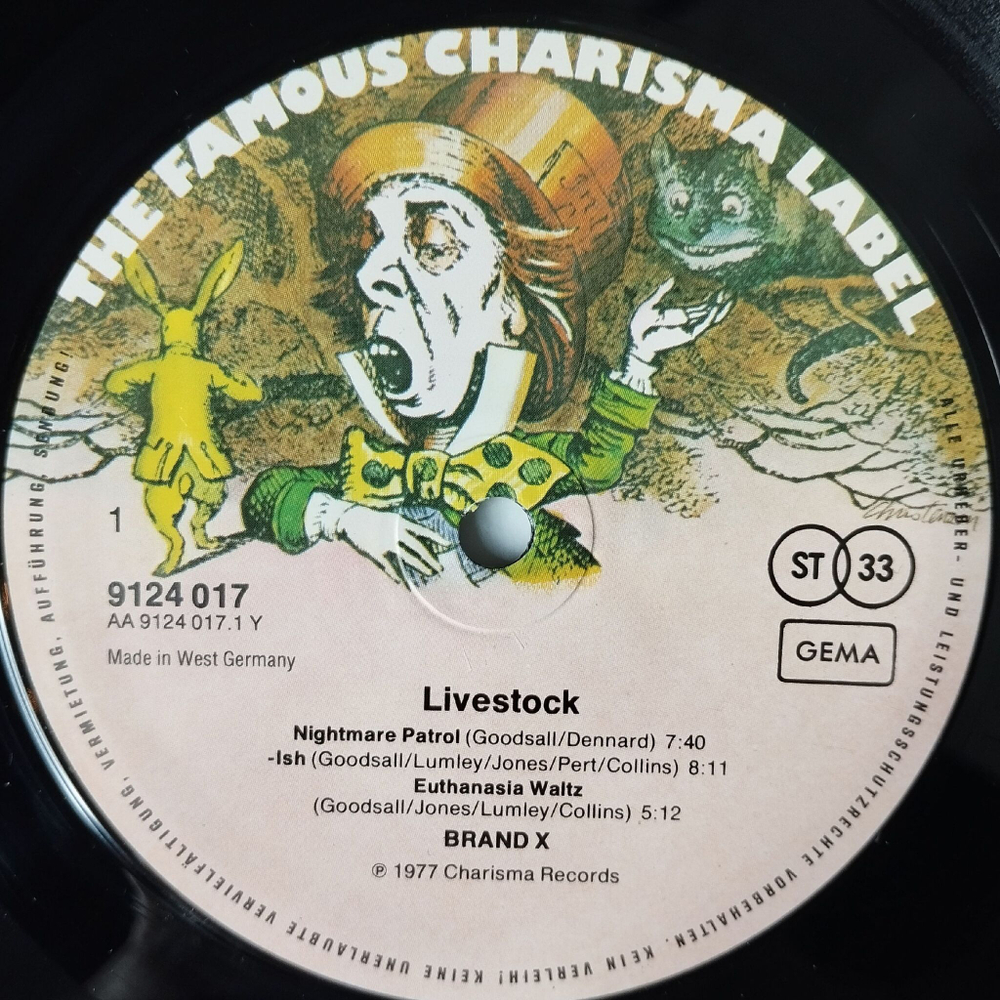 THE FAMOUS CHARISMA LABEL
1
9124 017
AA 9124 017.1 Y
Made in West Germany
ST 33
GEMA
Livestock
Nightmare Patrol (Goodsall/Dennard) 7:40
-Ish (Goodsall/Lumley/Jones/Pert/Collins) 8:11
Euthanasia Waltz
(Goodsall/Jones/Lumley/Collins) 5:12
BRAND X
℗ 1977 Charisma Records
ALLE URHEBER- UND LEISTUNGSSCHUTZRECHTE VORBEHALTEN. KEIN VERLEIH! KEINE UNERLAUBTE VERVIELFÄLTIGUNG, VERMIETUNG, AUFFÜHRUNG, SENDUNG!